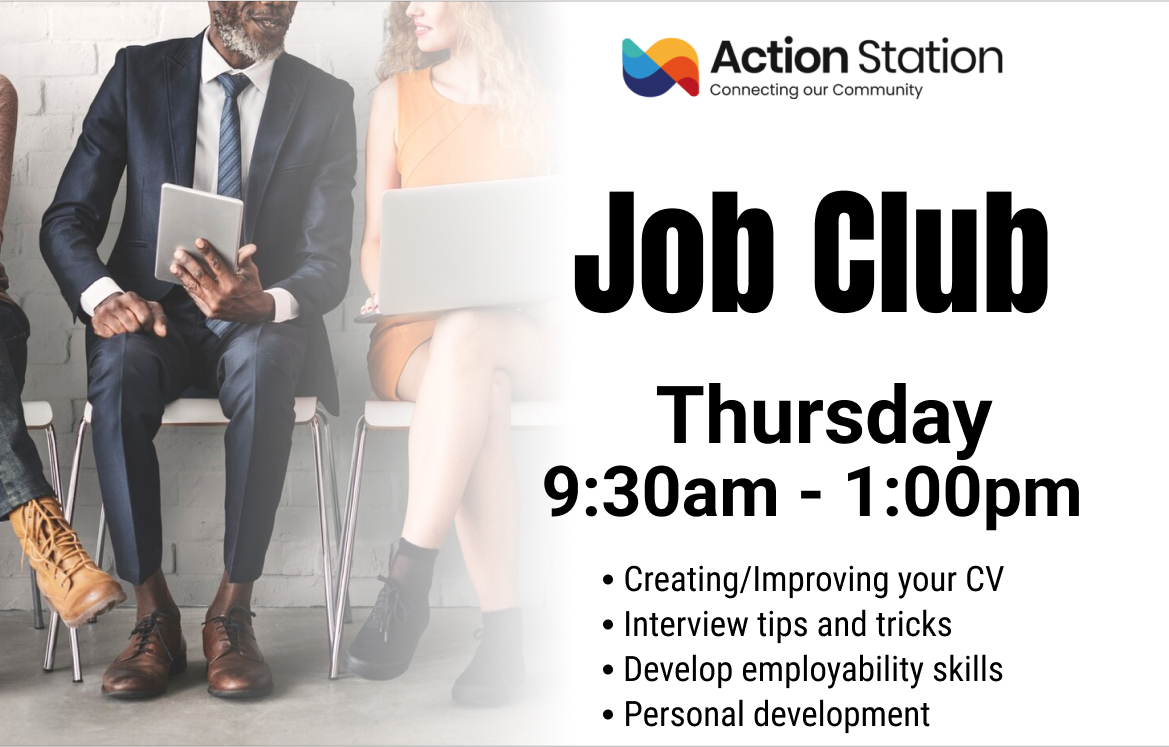 Action Station
Connecting our Community
Job Club
Thursday
9:30am - 1:00pm
• Creating/Improving your CV
• Interview tips and tricks
• Develop employability skills
• Personal development